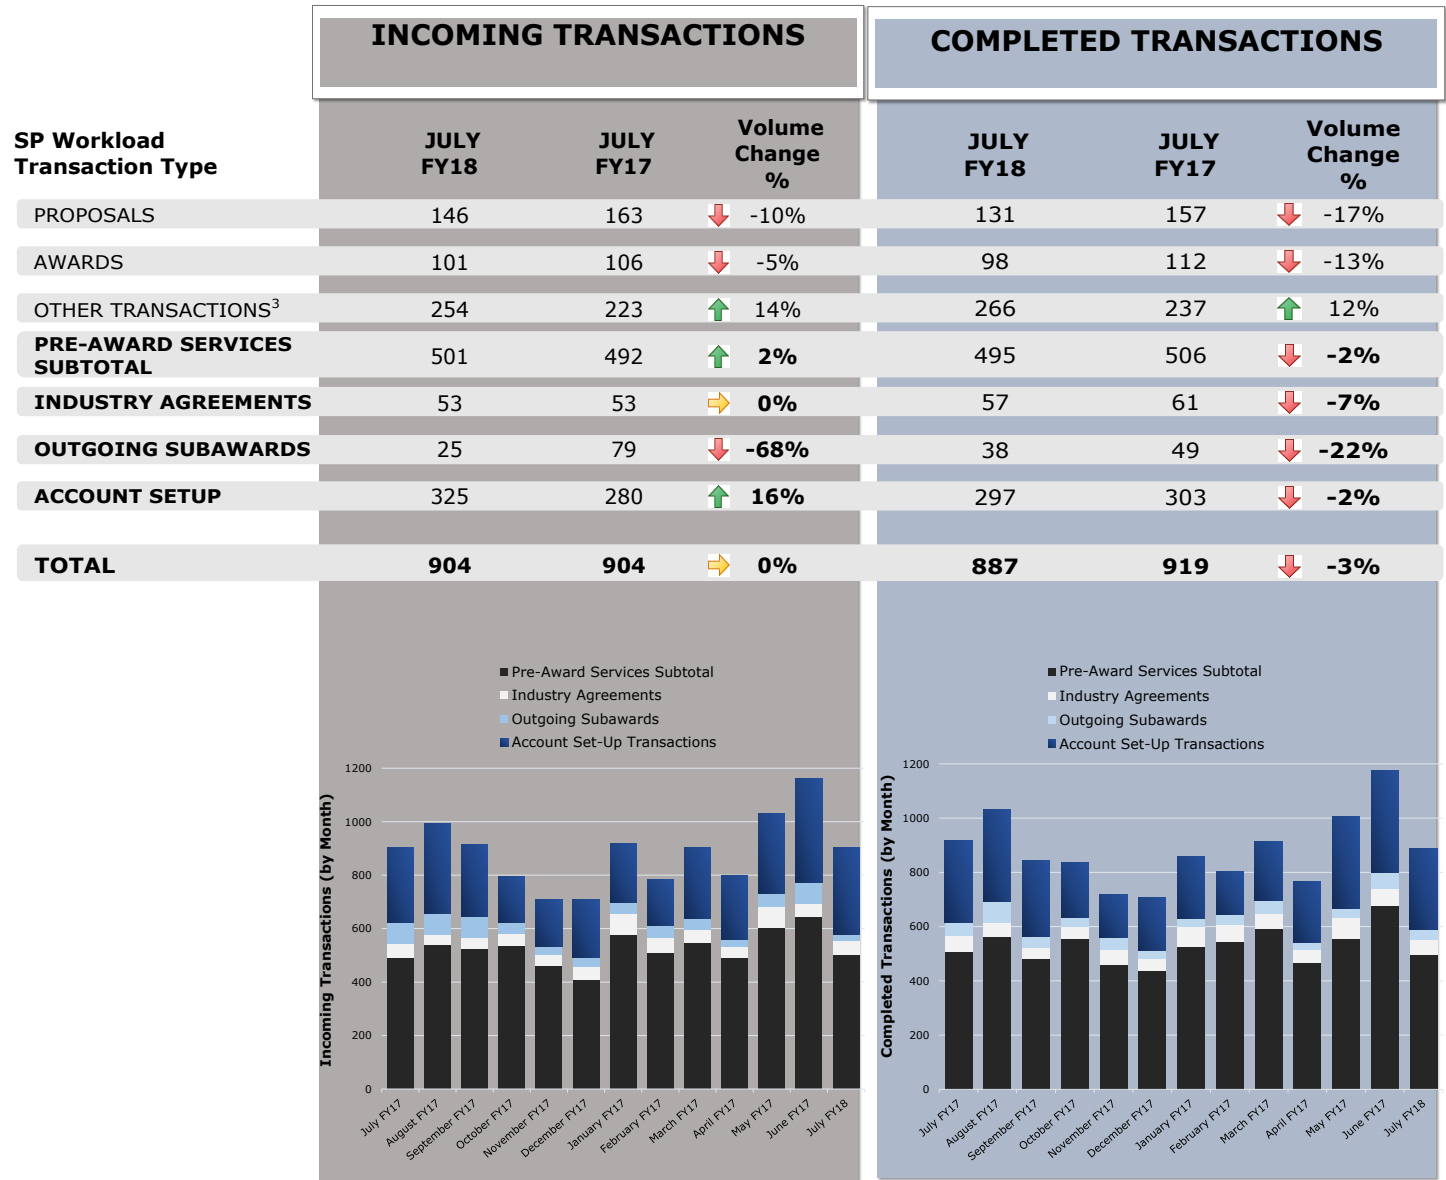 INCOMING TRANSACTIONS
COMPLETED TRANSACTIONS
SP Workload
Transaction Type
JULY
FY18
JULY
FY17
Volume
Change
%
JULY
FY18
JULY
FY17
Volume
Change
%
PROPOSALS 146 163 -10% 131 157 -17%
AWARDS 101 106 -5% 98 112 -13%
OTHER TRANSACTIONS3 254 223 14% 266 237 12%
PRE-AWARD SERVICES
SUBTOTAL 501 492 2% 495 506 -2%
INDUSTRY AGREEMENTS 53 53 0% 57 61 -7%
OUTGOING SUBAWARDS 25 79 -68% 38 49 -22%
ACCOUNT SETUP 325 280 16% 297 303 -2%
TOTAL 904 904 0% 887 919 -3%
Pre-Award Services Subtotal
Industry Agreements
Outgoing Subawards
Account Set-Up Transactions
Incoming Transactions (by Month)
1200
1000
800
600
400
200
0
July FY17
August FY17
September FY17
October FY17
November FY17
December FY17
January FY17
February FY17
March FY17
April FY17
May FY17
June FY17
July FY18
Pre-Award Services Subtotal
Industry Agreements
Outgoing Subawards
Account Set-Up Transactions
Completed Transactions (by Month)
1200
1000
800
600
400
200
0
July FY17
August FY17
September FY17
October FY17
November FY17
December FY17
January FY17
February FY17
March FY17
April FY17
May FY17
June FY17
July FY18